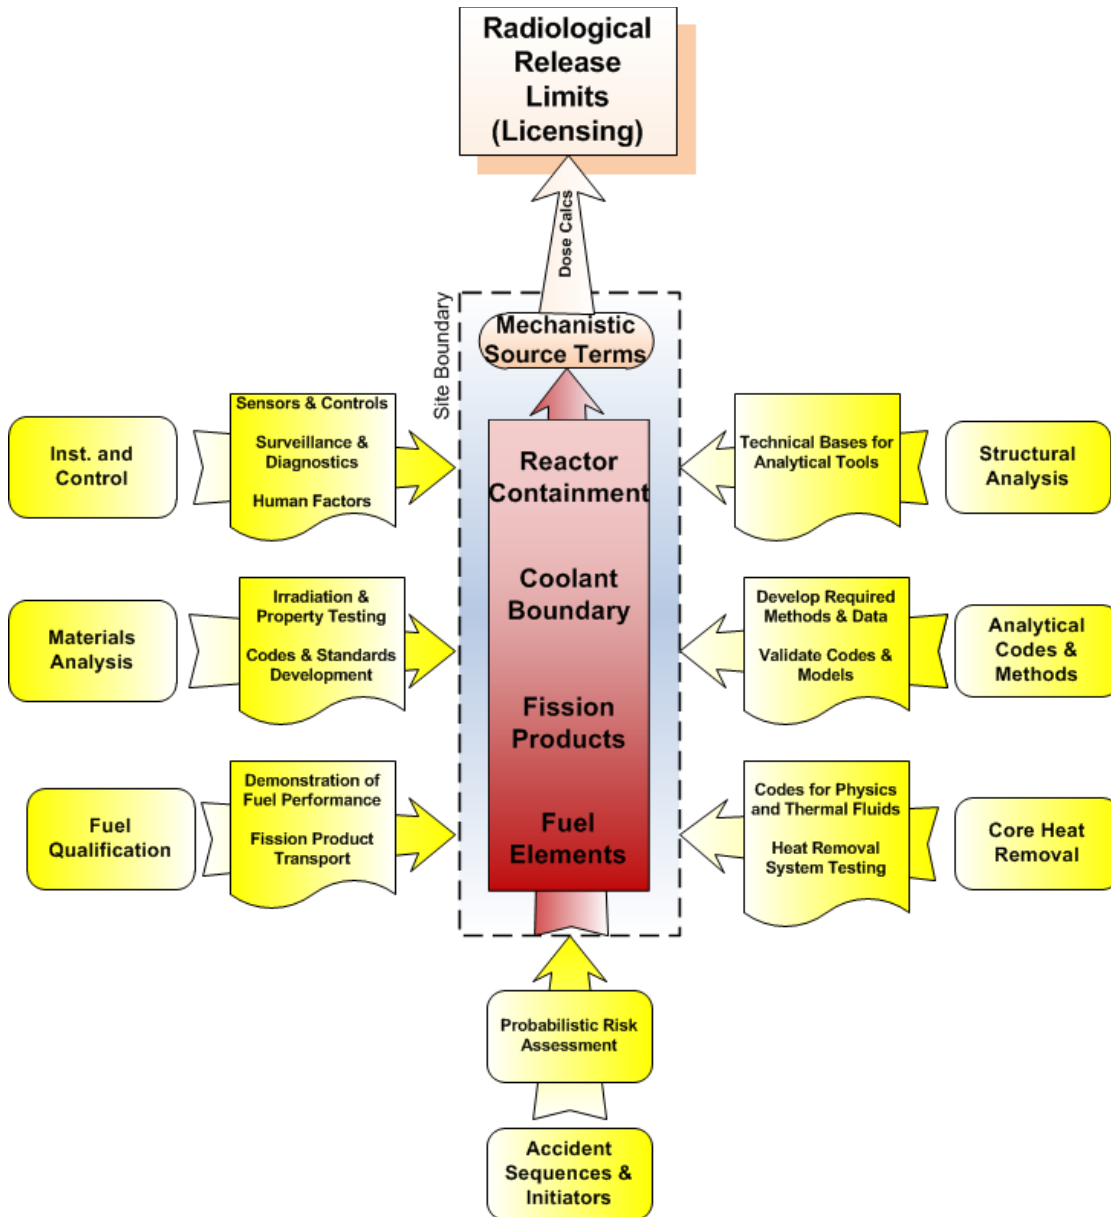 Radiological
Release
Limits
(Licensing)
Dose Calcs
Site Boundary
Mechanistic
Source Terms
Inst. and
Control
Sensors & Controls
Surveillance &
Diagnostics
Human Factors
Reactor
Containment
Coolant
Boundary
Fission
Products
Fuel
Elements
Technical Bases for
Analytical Tools
Structural
Analysis
Materials
Analysis
Irradiation &
Property Testing
Codes & Standards
Development
Develop Required
Methods & Data
Validate Codes &
Models
Analytical
Codes &
Methods
Fuel
Qualification
Demonstration of
Fuel Performance
Fission Product
Transport
Codes for Physics
and Thermal Fluids
Heat Removal
System Testing
Core Heat
Removal
Probabilistic Risk
Assessment
Accident
Sequences &
Initiators